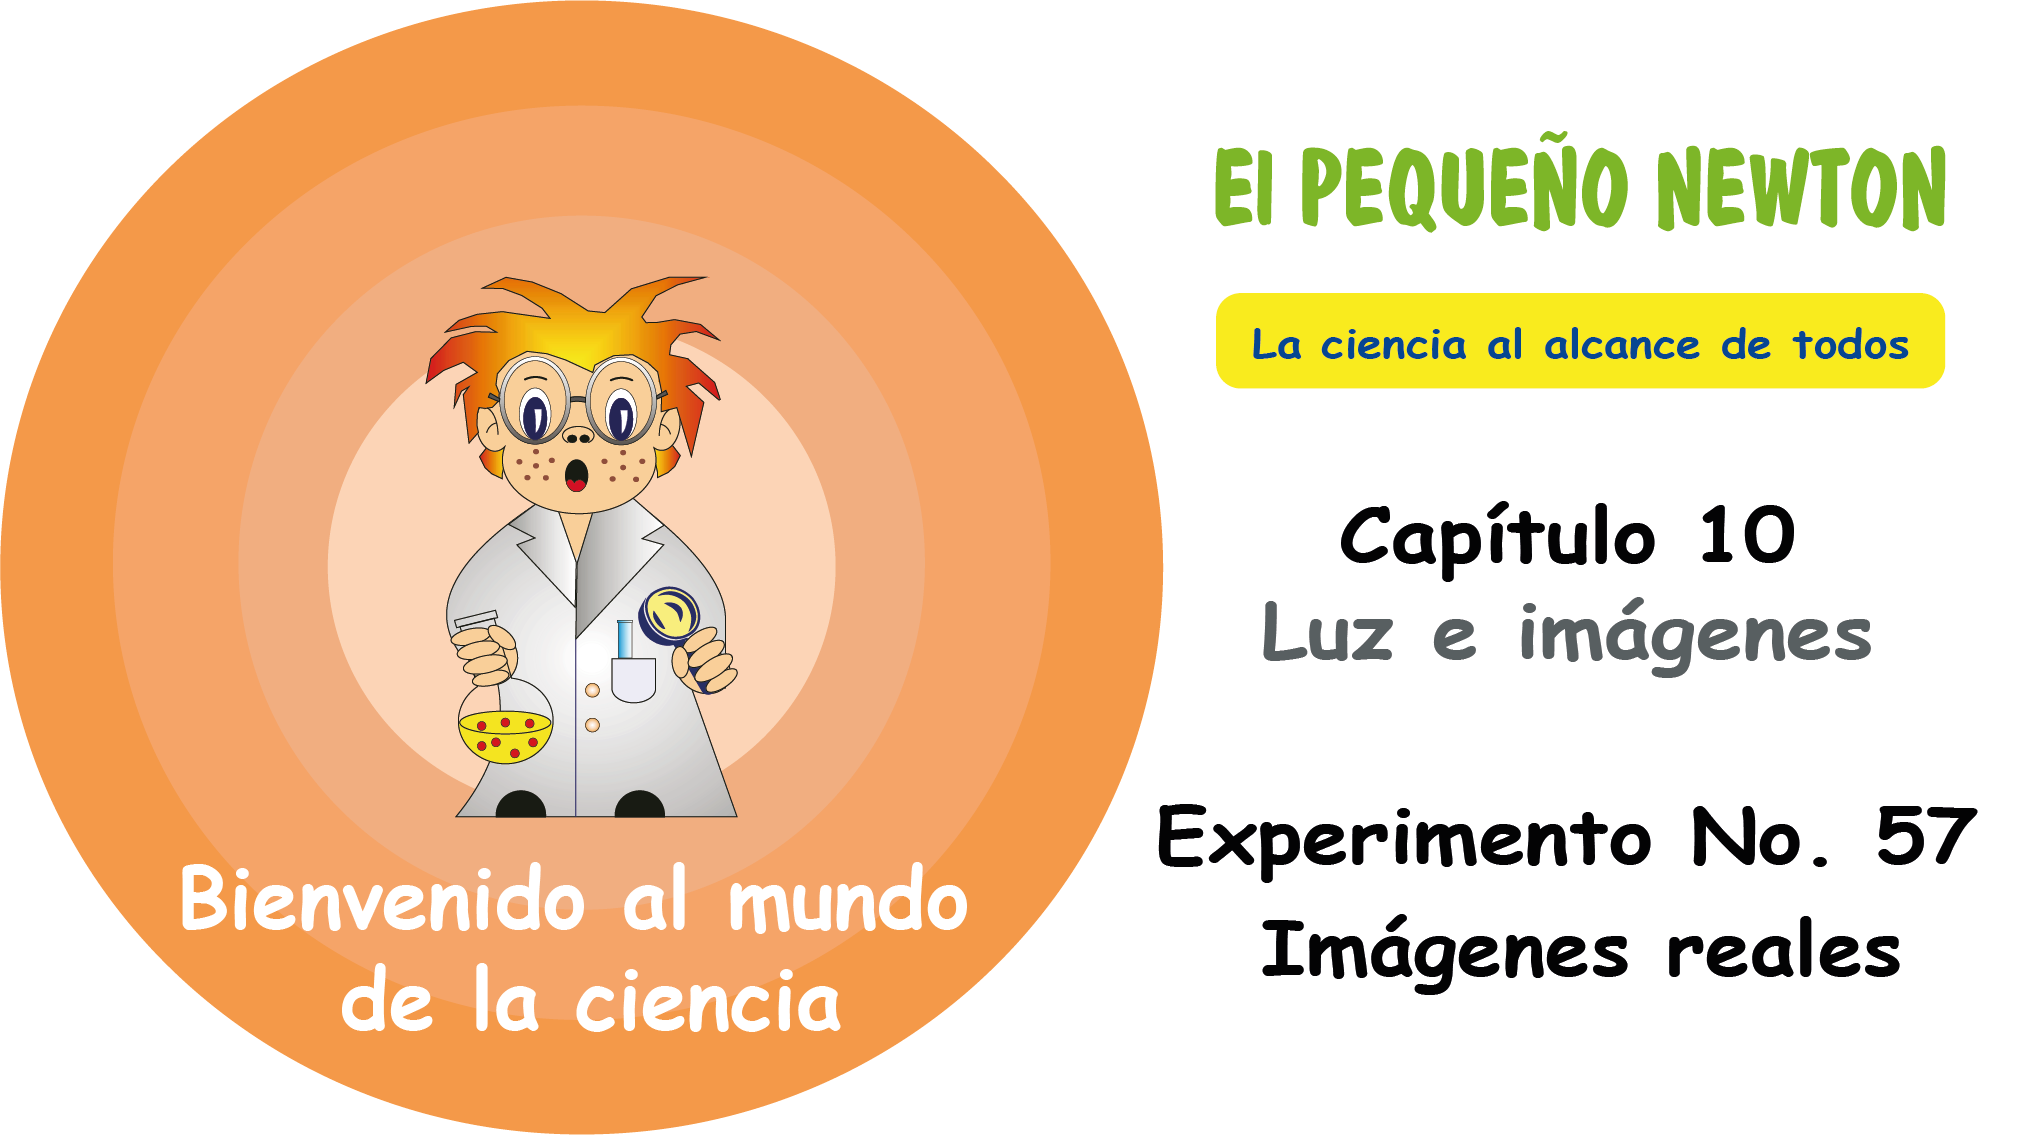 El PEQUEÑO NEWTON
La ciencia al alcance de todos
Capítulo 10
Luz e imágenes
Experimento No. 57
Imágenes reales
Bienvenido al mundo
de la ciencia